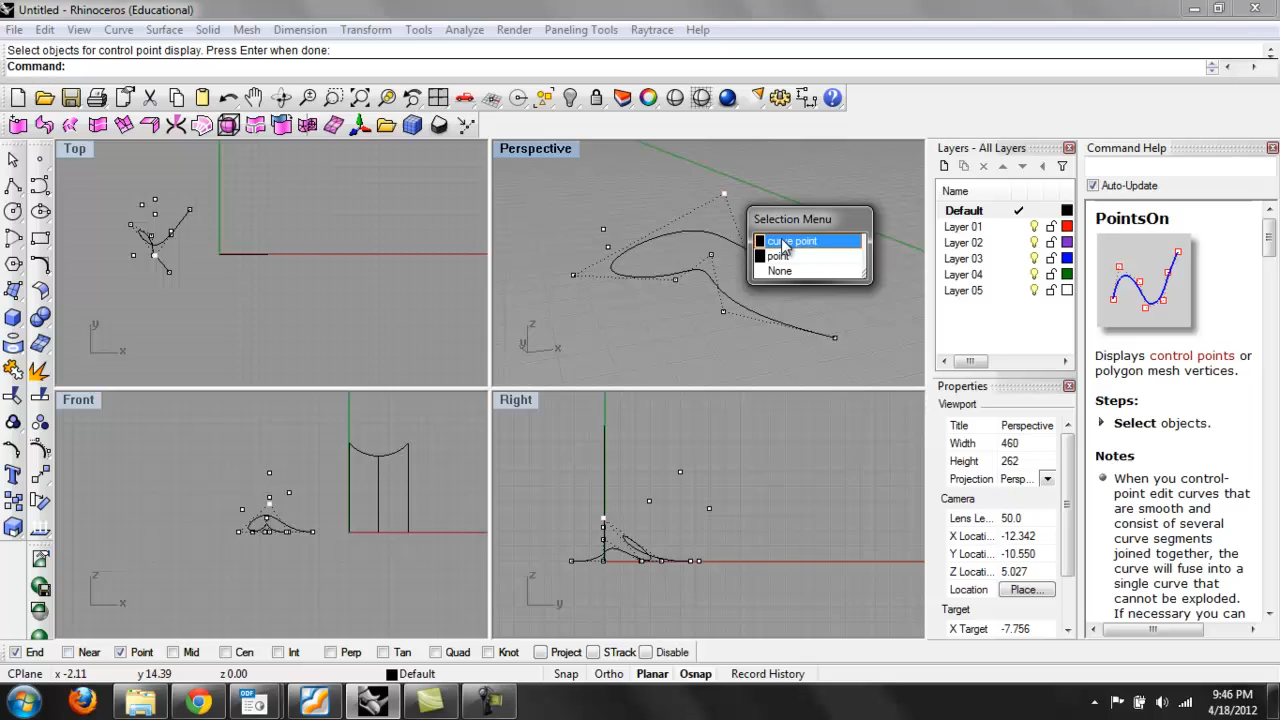 Untitled - Rhinoceros (Educational)
File Edit View Curve Surface Solid Mesh Dimension Transform Tools Analyze Render Paneling Tools Raytrace Help
Select objects for control point display. Press Enter when done:
Command:
Top
Perspective
Selection Menu
curve point
point
None
z
y x
y
x
Front
z
x
Right
z
y
Layers - All Layers
Name
Default
Layer 01
Layer 02
Layer 03
Layer 04
Layer 05
Properties
Viewport
Title Perspective
Width 460
Height 262
Projection Persp...
Camera
Lens Le... 50.0
X Locati... -12.342
Y Locati... -10.550
Z Locati... 5.027
Location Place...
Target
X Target -7.756
Command Help
Auto-Update
PointsOn
Displays control points or
polygon mesh vertices.
Steps:
Select objects.
Notes
When you control-
point edit curves that
are smooth and
consist of several
curve segments
joined together, the
curve will fuse into a
single curve that
cannot be exploded.
If necessary you can
End Near Point Mid Cen Int Perp Tan Quad Knot Project STrack Disable
CPlane x -2.11 y 14.39 z 0.00 Default Snap Ortho Planar Osnap Record History
9:46 PM
4/18/2012